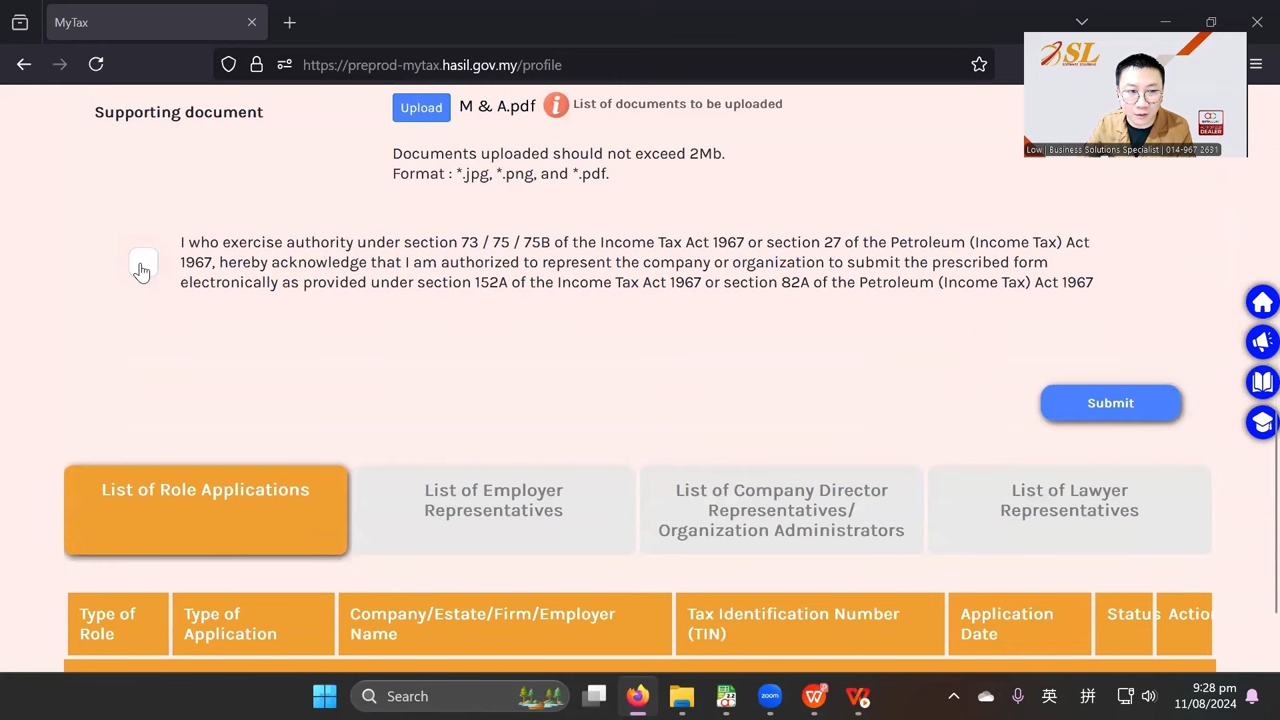 MyTax
https://preprod-mytax.hasil.gov.my/profile
SL
Low | Business Solutions Specialist | 014-967 2631
Supporting document
Upload M & A.pdf i List of documents to be uploaded
Documents uploaded should not exceed 2Mb.
Format : *.jpg, *.png, and *.pdf.
I who exercise authority under section 73 / 75 / 75B of the Income Tax Act 1967 or section 27 of the Petroleum (Income Tax) Act
1967, hereby acknowledge that I am authorized to represent the company or organization to submit the prescribed form
electronically as provided under section 152A of the Income Tax Act 1967 or section 82A of the Petroleum (Income Tax) Act 1967
Submit
List of Role Applications
List of Employer
Representatives
List of Company Director
Representatives/
Organization Administrators
List of Lawyer
Representatives
Type of
Role
Type of
Application
Company/Estate/Firm/Employer
Name
Tax Identification Number
(TIN)
Application
Date
Status
Action
Search
zoom
英
拼
9:28 pm
11/08/2024